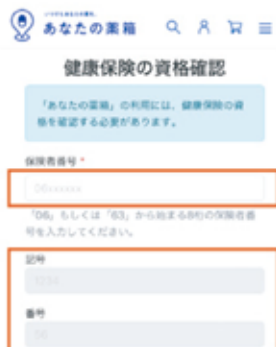 いつでもあなたの傍に。
あなたの薬箱
健康保険の資格確認
「あなたの薬箱」の利用には、健康保険の資
格を確認する必要があります。
保険者番号 *
06xxxxxx
「06」もしくは「63」から始まる8桁の保険者番
号を入力してください。
記号
1234
番号
56